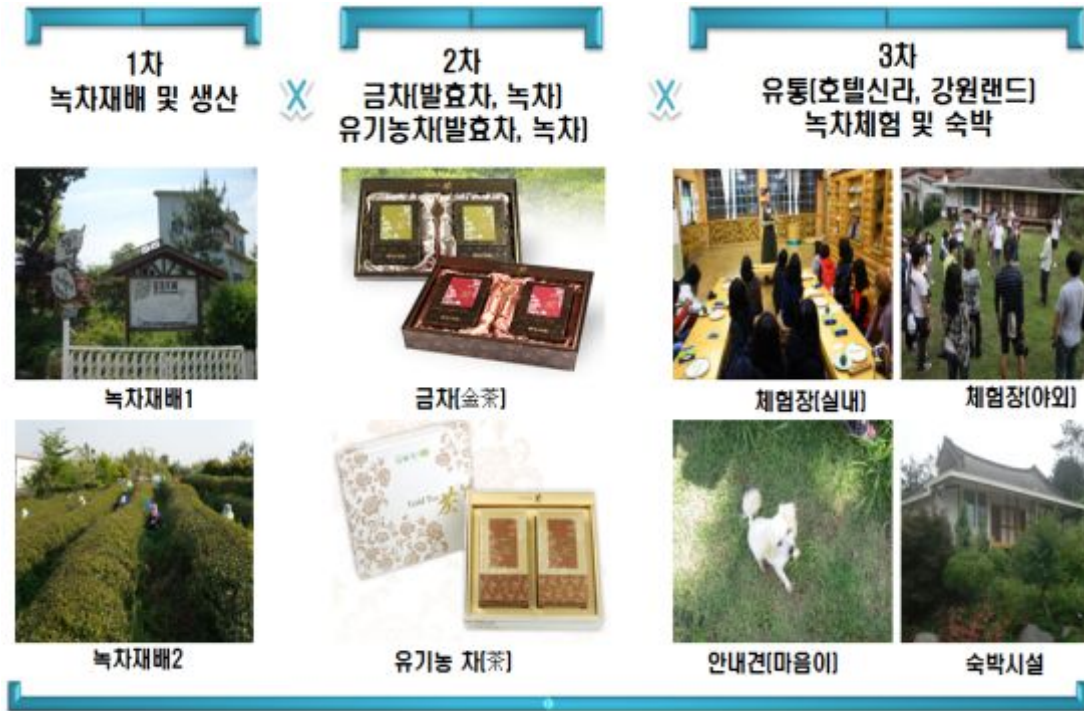 1차
녹차재배 및 생산
X
2차
금차(발효차, 녹차)
유기농차(발효차, 녹차)
X
3차
유통(호텔신라, 강원랜드)
녹차체험 및 숙박
녹차재배1
금차(金茶)
체험장(실내)
체험장(야외)
Gold Tea
茶
녹차재배2
유기농 차(茶)
안내견(마음이)
숙박시설